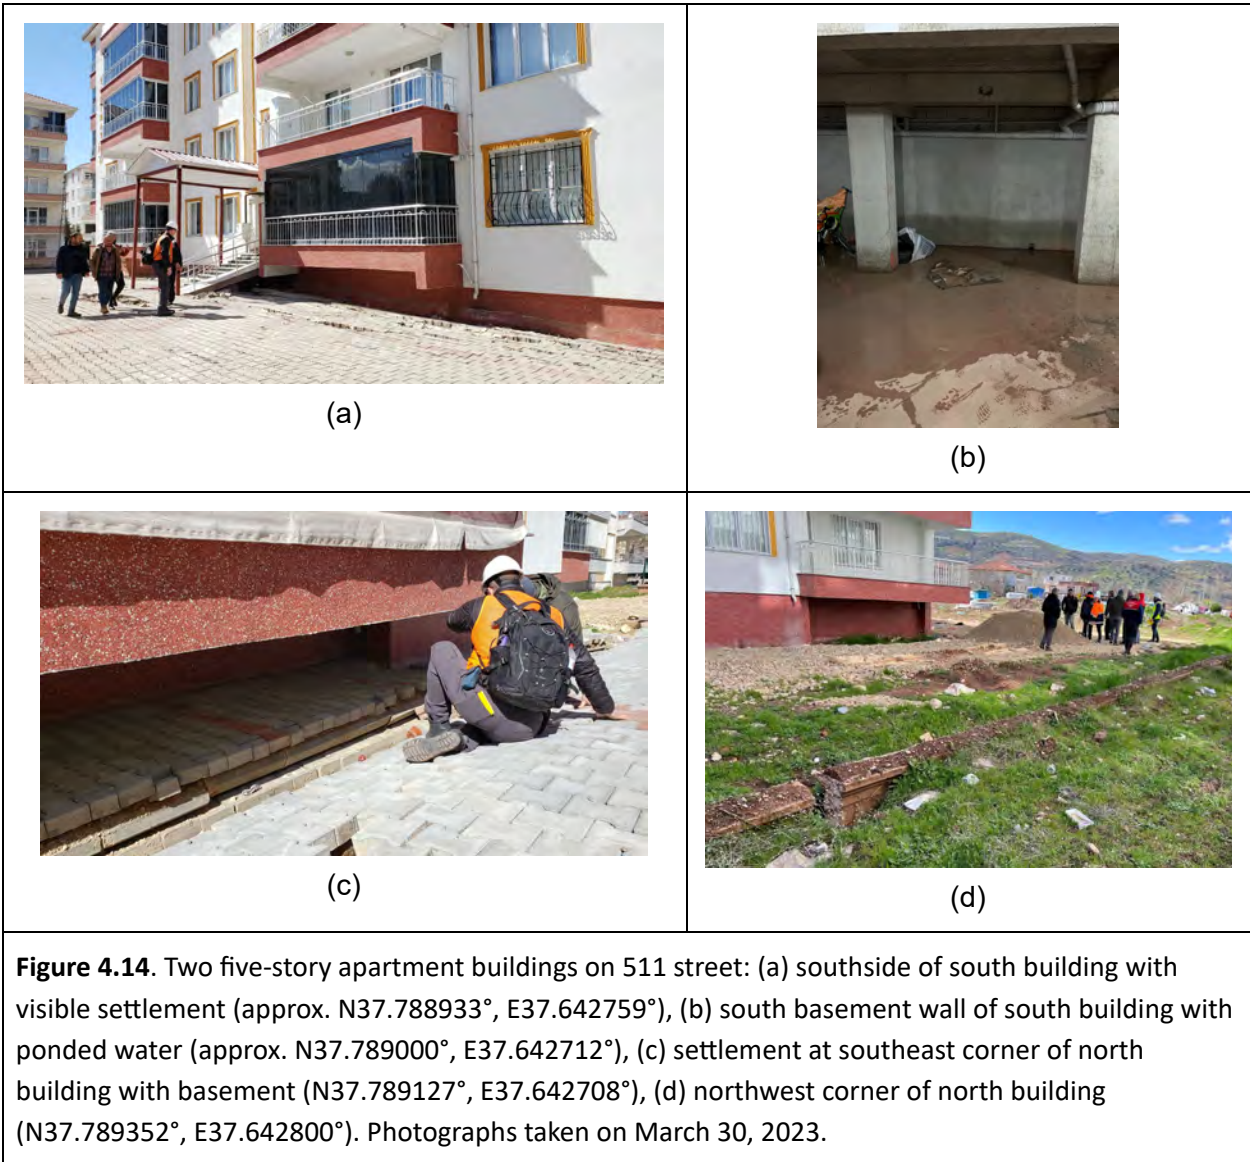 (a)
(b)
(c)
(d)
Figure 4.14. Two five-story apartment buildings on 511 street: (a) southside of south building with
visible settlement (approx. N37.788933°, E37.642759°), (b) south basement wall of south building with
ponded water (approx. N37.789000°, E37.642712°), (c) settlement at southeast corner of north
building with basement (N37.789127°, E37.642708°), (d) northwest corner of north building
(N37.789352°, E37.642800°). Photographs taken on March 30, 2023.